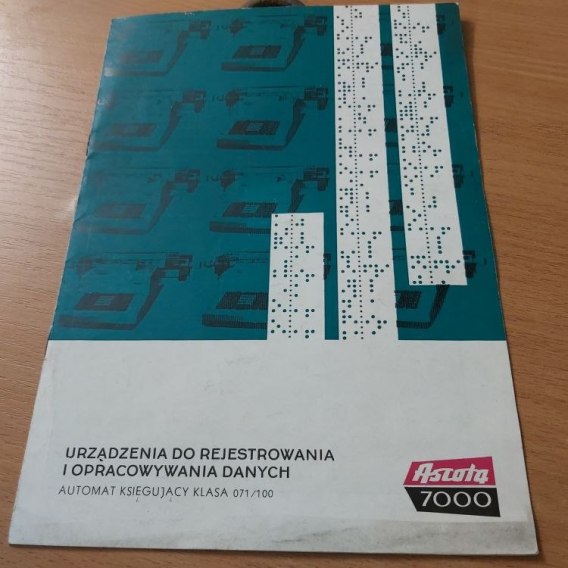 URZĄDZENIA DO REJESTROWANIA
I OPRACOWYWANIA DANYCH
AUTOMAT KSIĘGUJĄCY KLASA 071/100
Ascota
7000